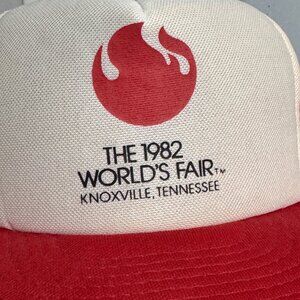 THE 1982
WORLD'S FAIR™
KNOXVILLE, TENNESSEE